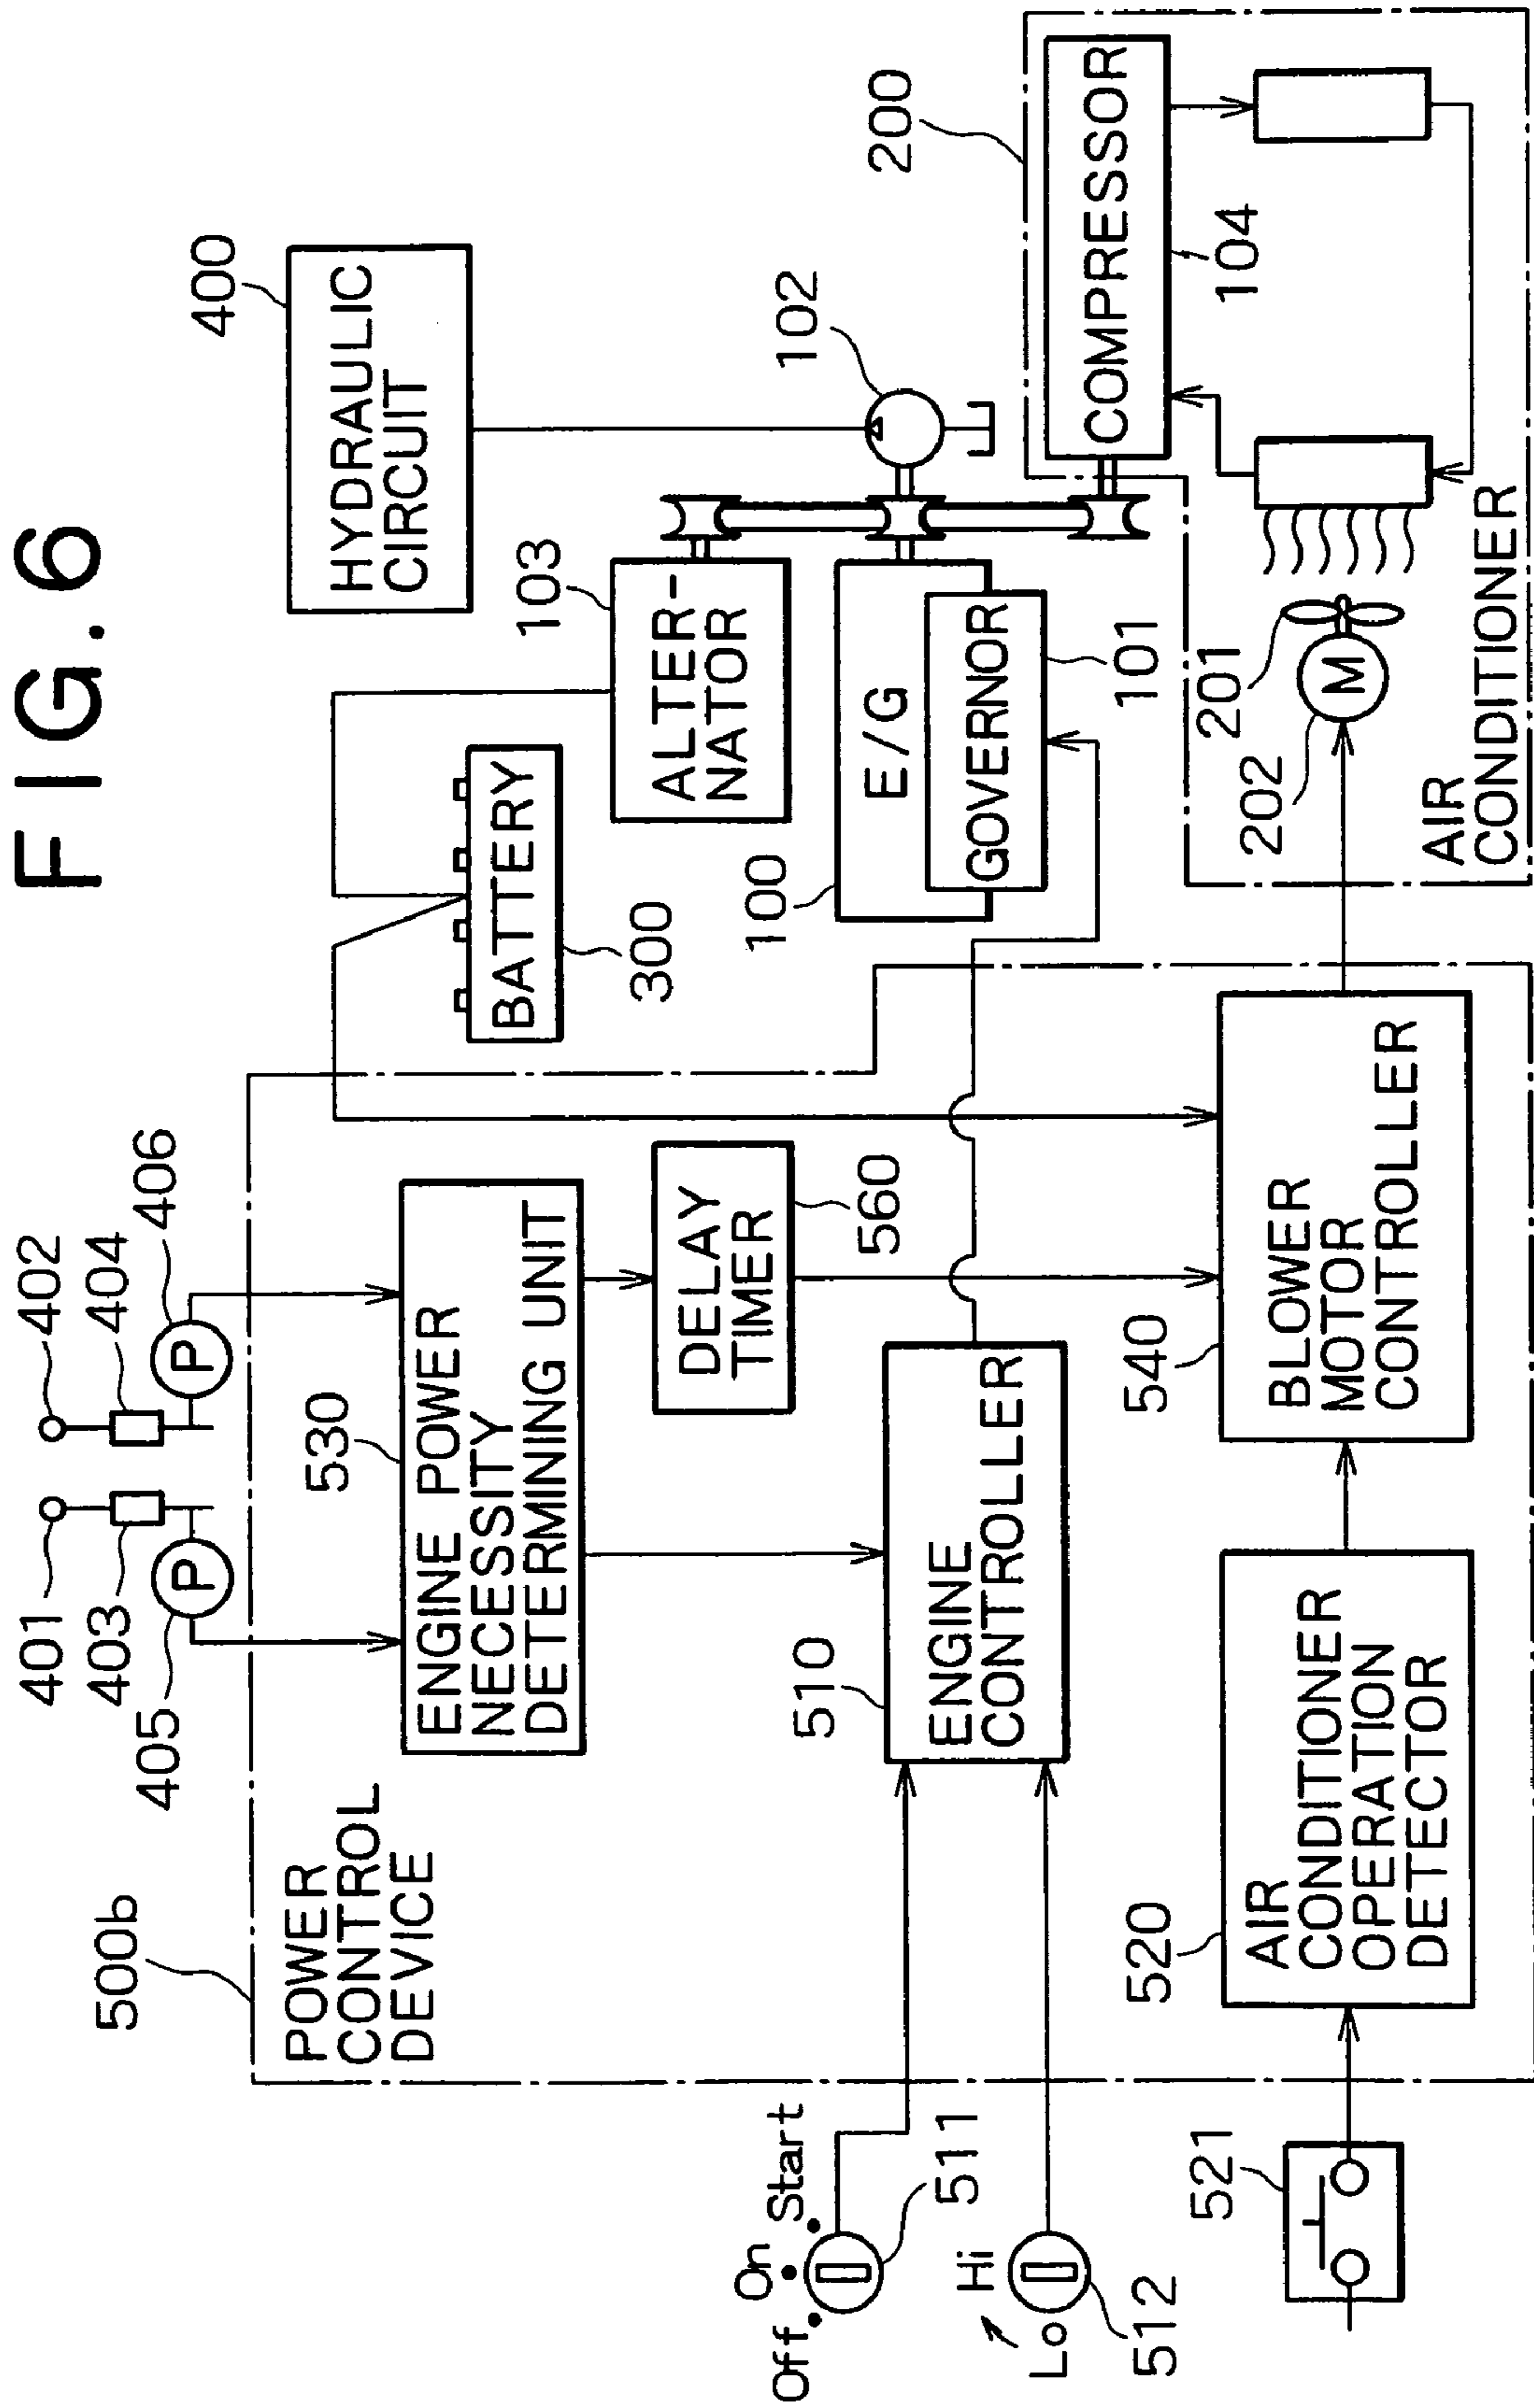 FIG. 6
401
402
403
404
405
406
400
HYDRAULIC
CIRCUIT
500b
POWER
CONTROL
DEVICE
530
ENGINE POWER
NECESSITY
DETERMINING UNIT
DELAY
TIMER
560
BATTERY
300
103
ALTER-
NATOR
102
100
E/G
GOVERNOR
101
200
COMPRESSOR
104
Off
On
Start
511
Lo
Hi
512
510
ENGINE
CONTROLLER
521
520
AIR
CONDITIONER
OPERATION
DETECTOR
540
BLOWER
MOTOR
CONTROLLER
202
201
M
AIR
CONDITIONER
P
P